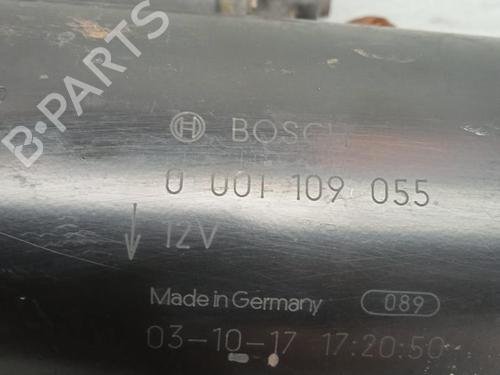 B-PARTS
BOSCH
0 001 109 055
12V
Made in Germany
089
03-10-17 17:20:50